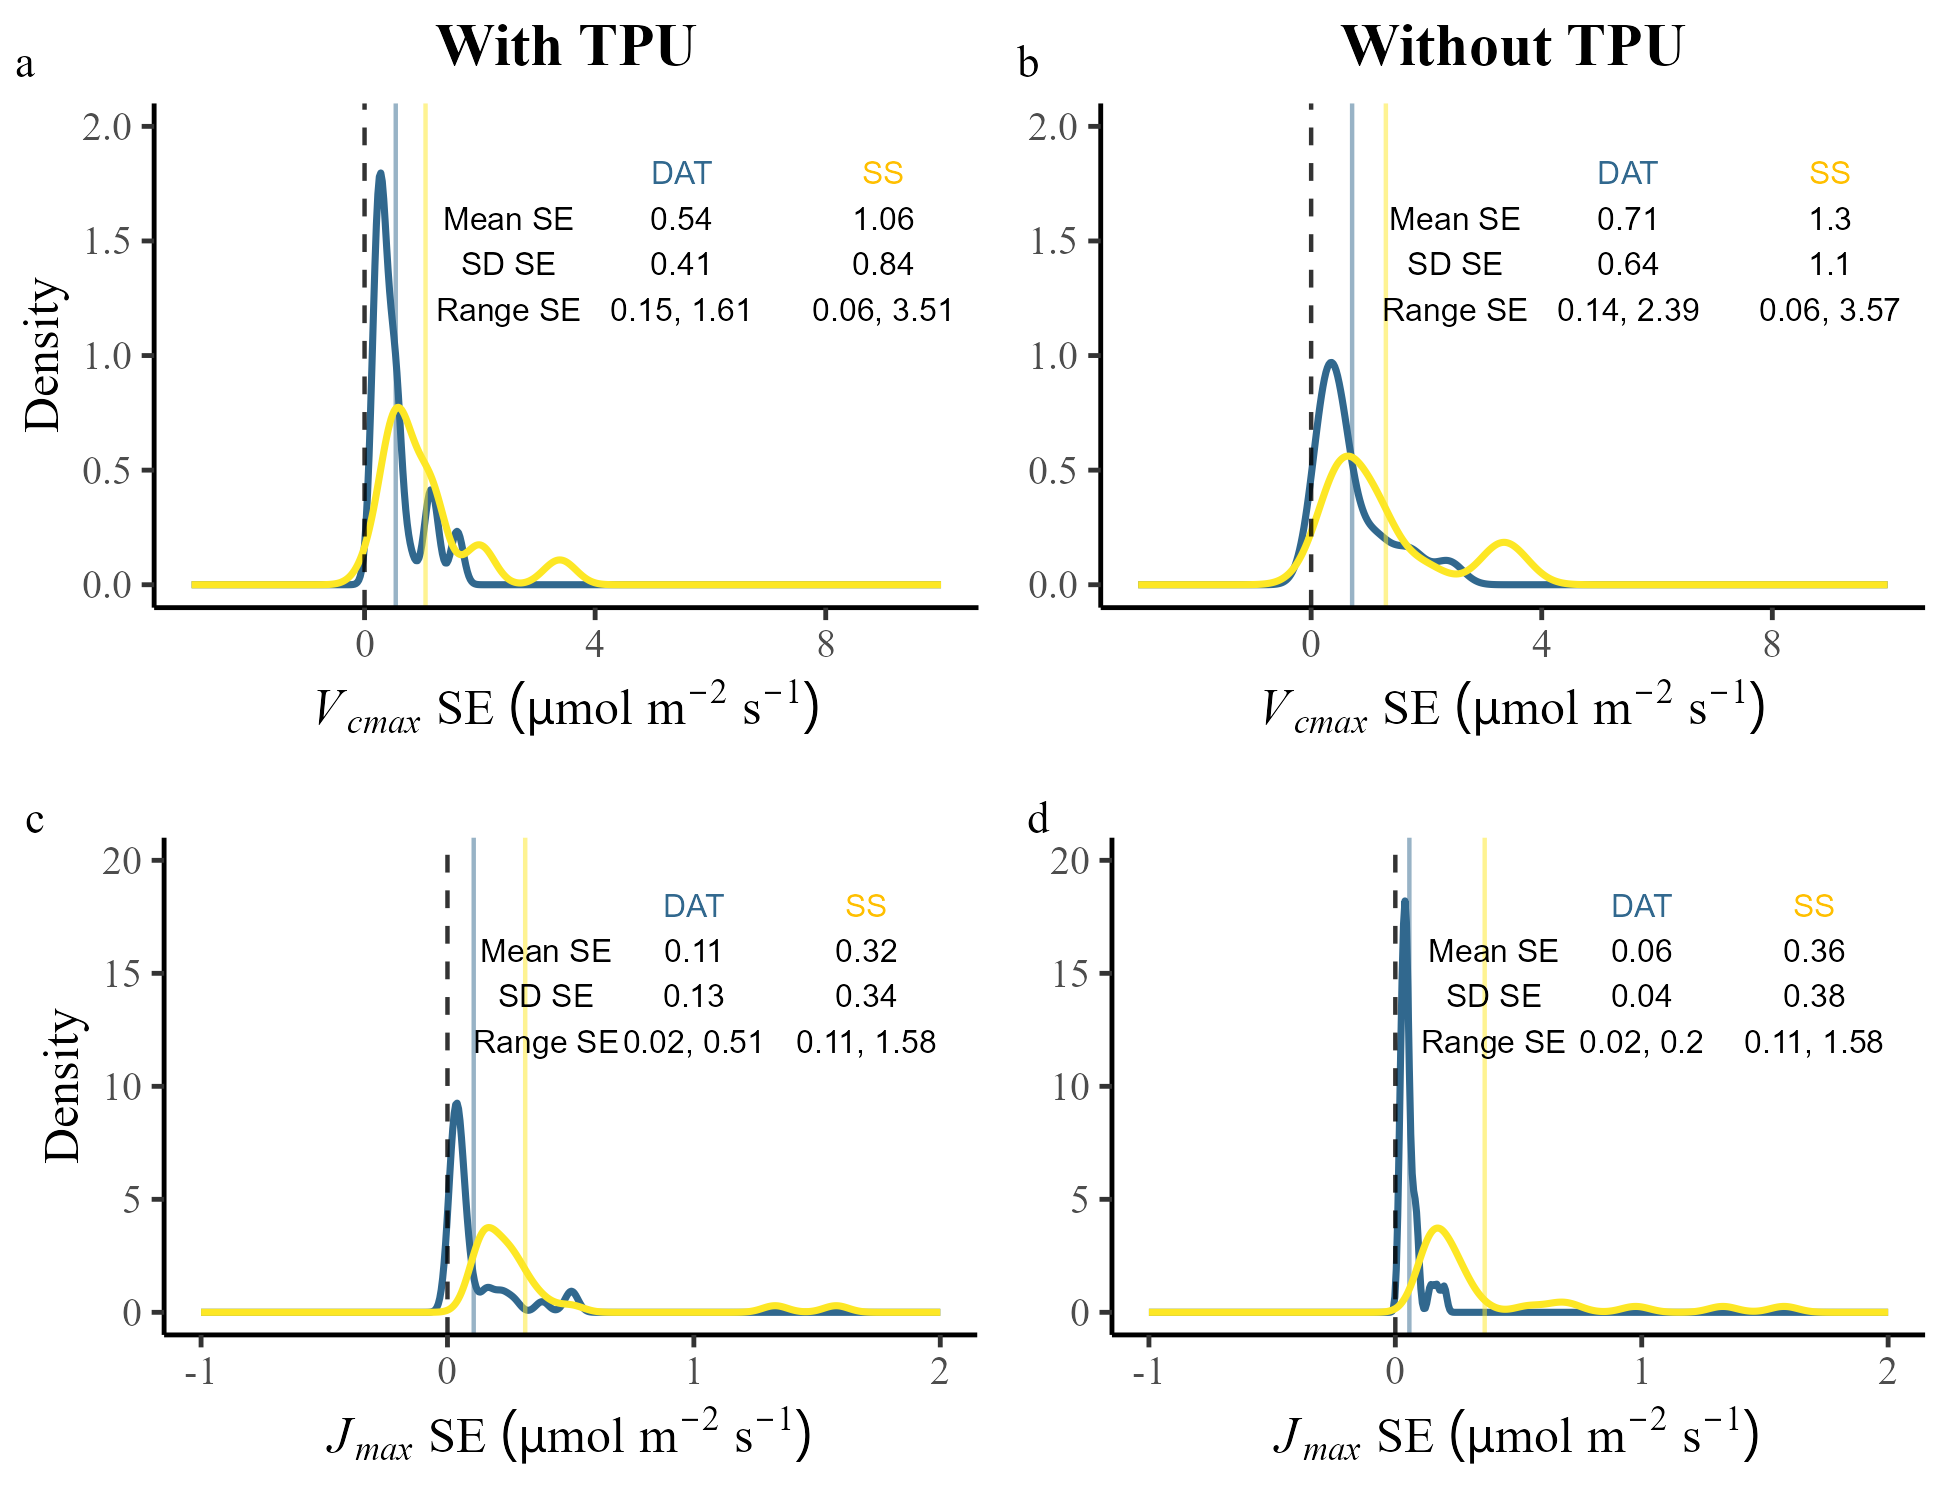 With TPU
Without TPU
a
b
2.0
1.5
1.0
0.5
0.0
Density
DAT SS
Mean SE 0.54 1.06
SD SE 0.41 0.84
Range SE 0.15, 1.61 0.06, 3.51
0 4 8
Vcmax SE (μmol m−2 s−1)
2.0
1.5
1.0
0.5
0.0
DAT SS
Mean SE 0.71 1.3
SD SE 0.64 1.1
Range SE 0.14, 2.39 0.06, 3.57
0 4 8
Vcmax SE (μmol m−2 s−1)
c
d
20
15
10
5
0
Density
DAT SS
Mean SE 0.11 0.32
SD SE 0.13 0.34
Range SE 0.02, 0.51 0.11, 1.58
-1 0 1 2
Jmax SE (μmol m−2 s−1)
20
15
10
5
0
DAT SS
Mean SE 0.06 0.36
SD SE 0.04 0.38
Range SE 0.02, 0.2 0.11, 1.58
-1 0 1 2
Jmax SE (μmol m−2 s−1)